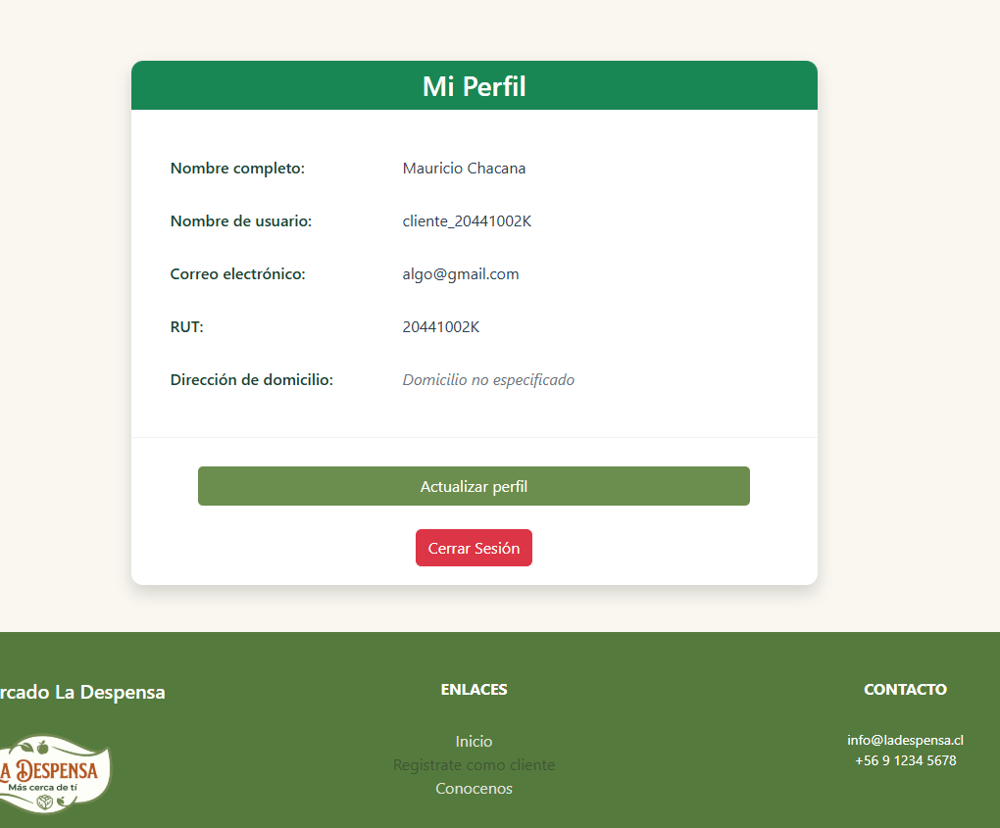 Mi Perfil
Nombre completo: Mauricio Chacana
Nombre de usuario: cliente_20441002K
Correo electrónico: algo@gmail.com
RUT: 20441002K
Dirección de domicilio: Domicilio no especificado
Actualizar perfil
Cerrar Sesión
rcado La Despensa
LA DESPENSA
Más cerca de tí
ENLACES
Inicio
Registrate como cliente
Conocenos
CONTACTO
info@ladespensa.cl
+56 9 1234 5678